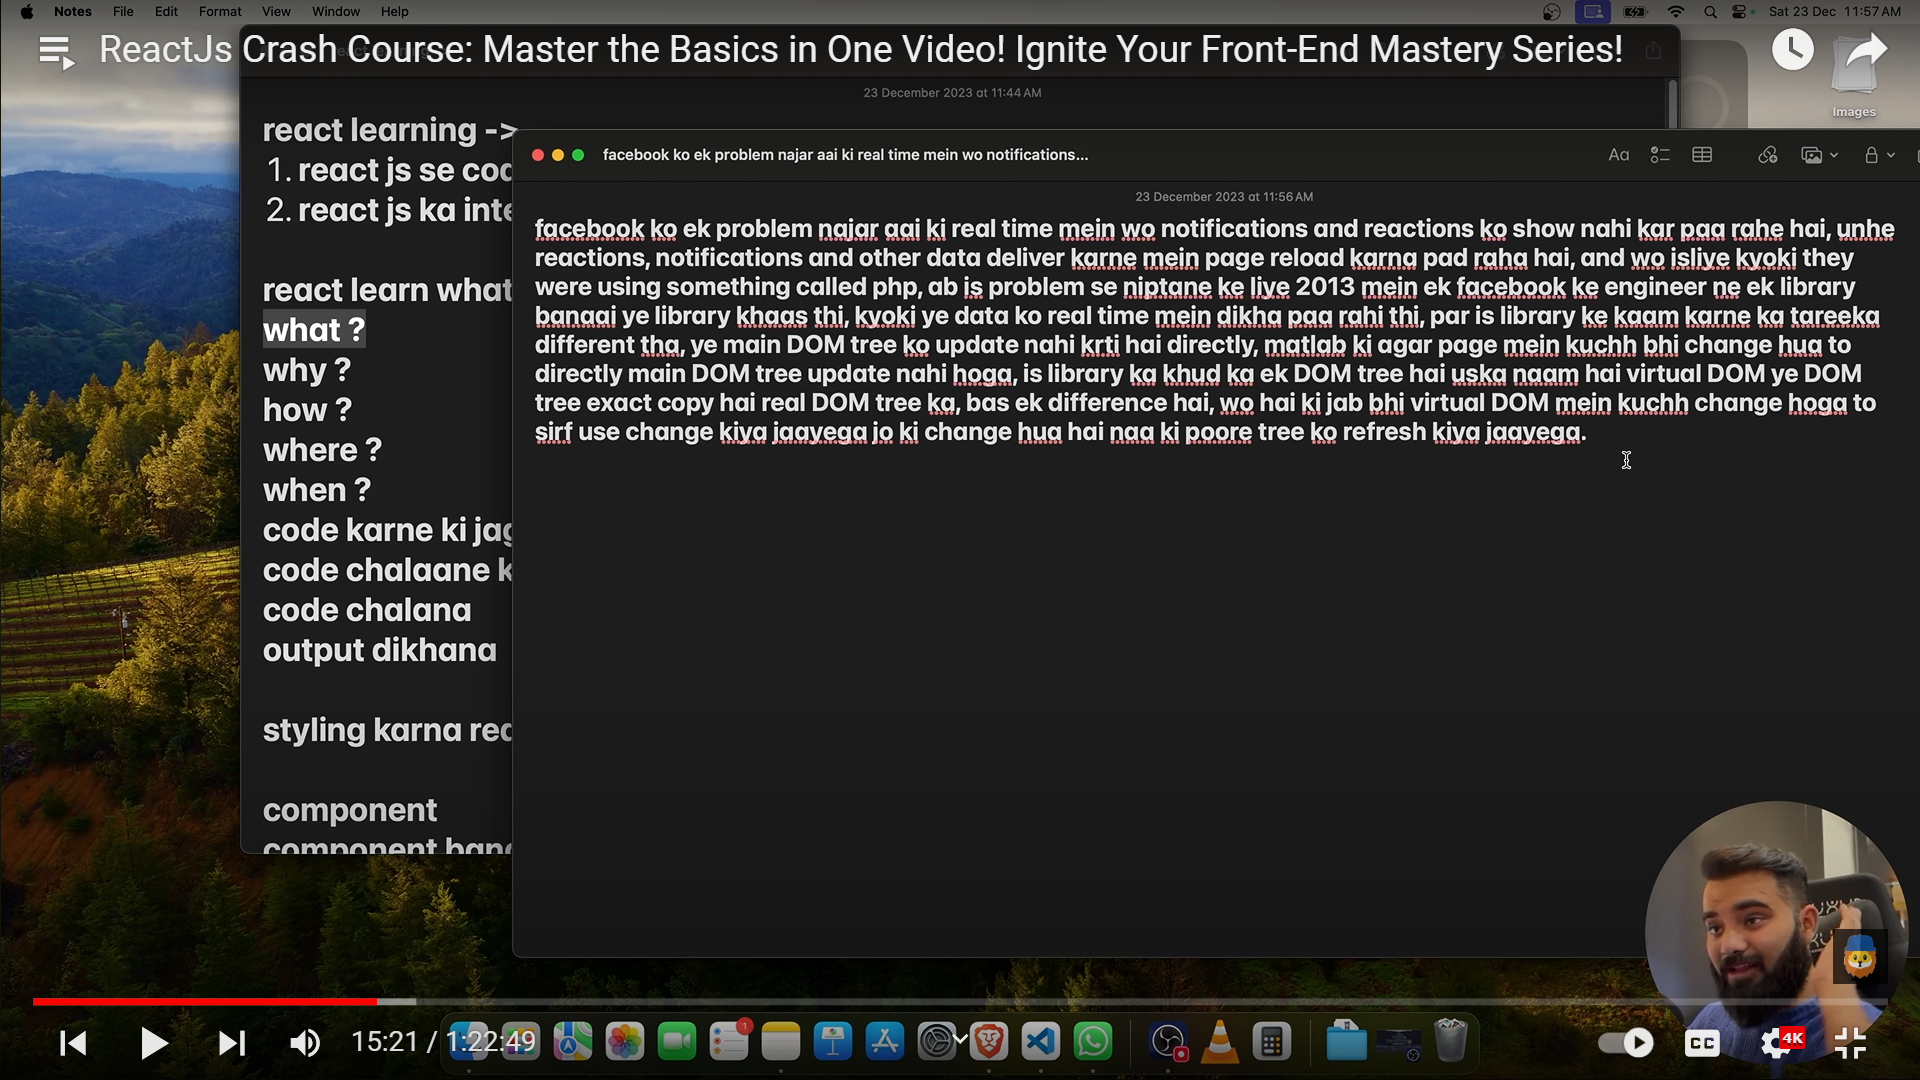 Notes File Edit Format View Window Help
Sat 23 Dec 11:57 AM
ReactJs Crash Course: Master the Basics in One Video! Ignite Your Front-End Mastery Series!
Images
23 December 2023 at 11:44 AM
react learning ->
1. react js se cod
2. react js ka inte
react learn what
what ?
why ?
how ?
where ?
when ?
code karne ki jag
code chalaane k
code chalana
output dikhana
styling karna rea
component
component bana
facebook ko ek problem najar aai ki real time mein wo notifications...
Aa
23 December 2023 at 11:56 AM
facebook ko ek problem najar aai ki real time mein wo notifications and reactions ko show nahi kar paa rahe hai, unhe
reactions, notifications and other data deliver karne mein page reload karna pad raha hai, and wo isliye kyoki they
were using something called php, ab is problem se niptane ke liye 2013 mein ek facebook ke engineer ne ek library
banaai ye library khaas thi, kyoki ye data ko real time mein dikha paa rahi thi, par is library ke kaam karne ka tareeka
different tha, ye main DOM tree ko update nahi krti hai directly, matlab ki agar page mein kuchh bhi change hua to
directly main DOM tree update nahi hoga, is library ka khud ka ek DOM tree hai uska naam hai virtual DOM ye DOM
tree exact copy hai real DOM tree ka, bas ek difference hai, wo hai ki jab bhi virtual DOM mein kuchh change hoga to
sirf use change kiya jaayega jo ki change hua hai naa ki poore tree ko refresh kiya jaayega.
15:21 / 1:22:49
1
CC
4K